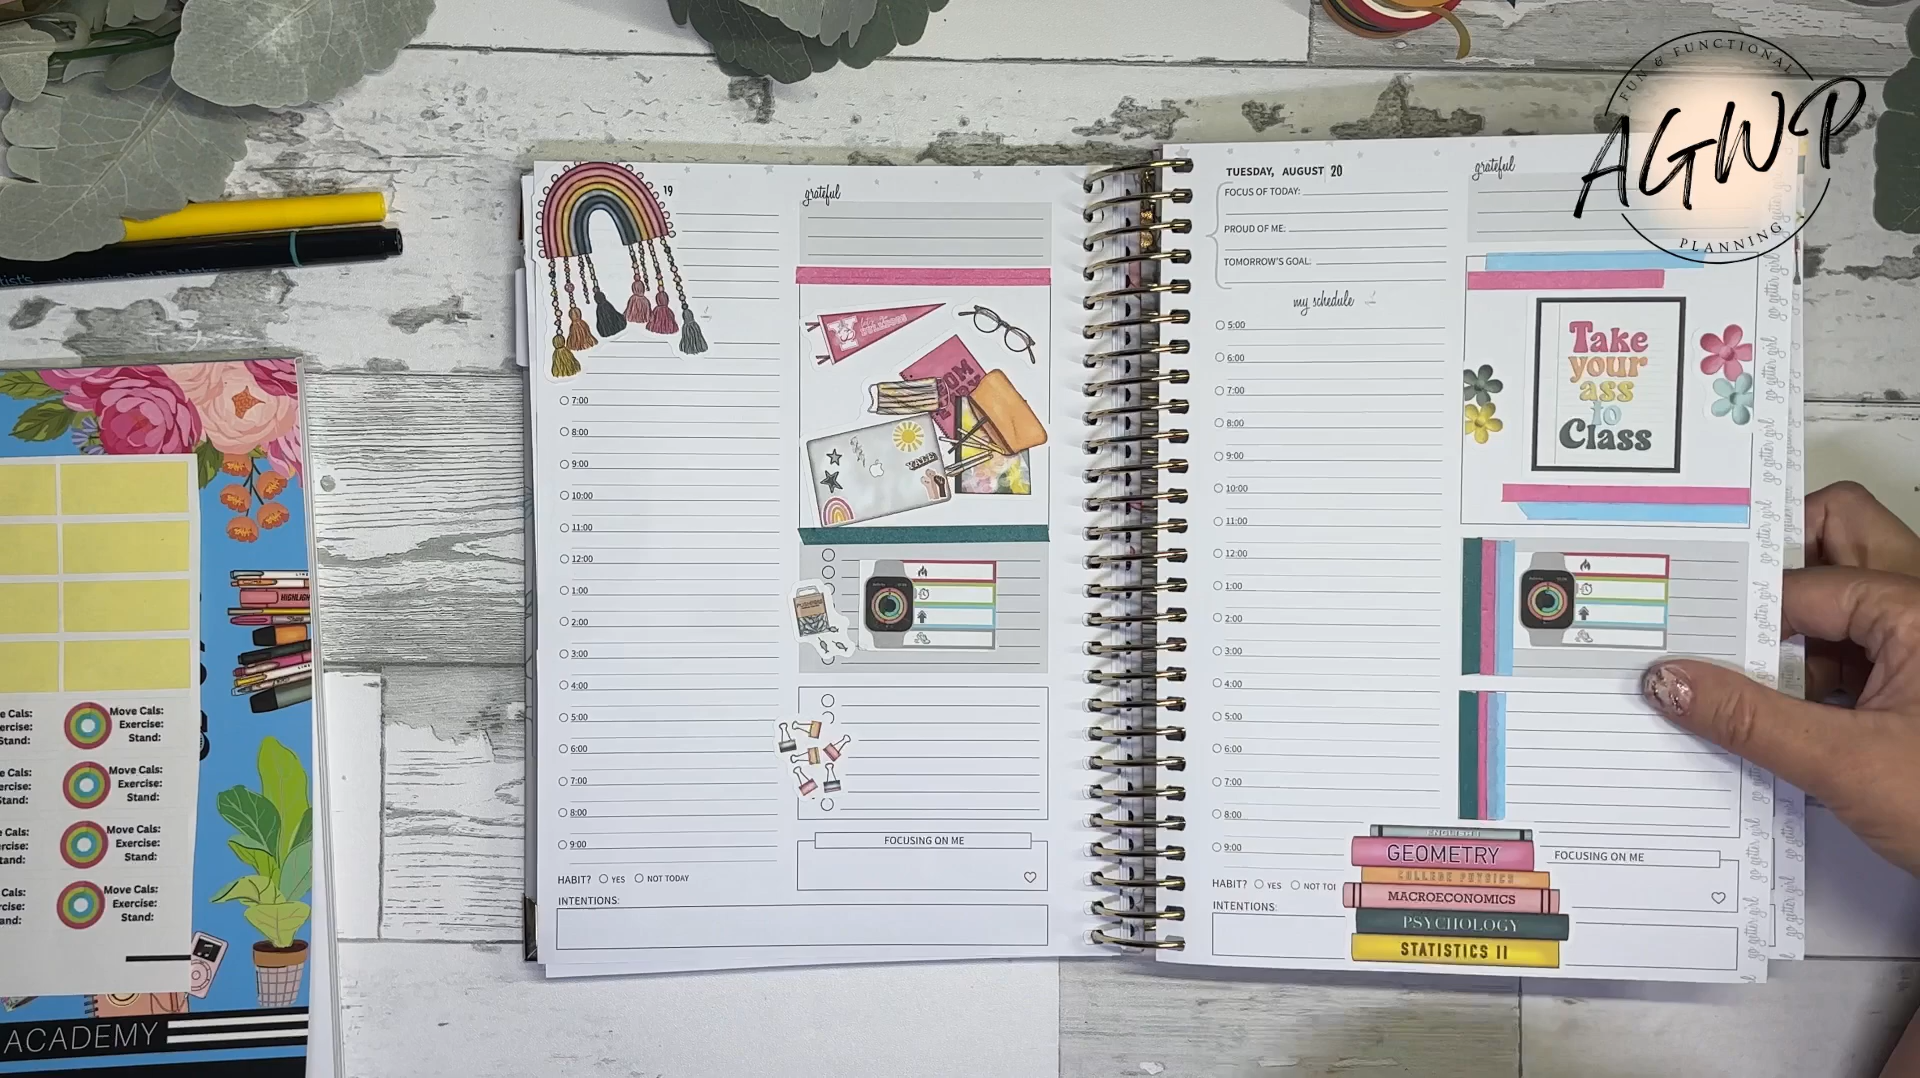 FUN & FUNCTIONAL
AGWP
PLANNING
19
grateful
YALE
7:00
8:00
9:00
10:00
11:00
12:00
1:00
2:00
3:00
4:00
5:00
6:00
7:00
8:00
9:00
HABIT? YES NOT TODAY
INTENTIONS:
FOCUSING ON ME
TUESDAY, AUGUST 20
FOCUS OF TODAY:
PROUD OF ME:
TOMORROW'S GOAL:
my schedule
5:00
6:00
7:00
8:00
9:00
10:00
11:00
12:00
1:00
2:00
3:00
4:00
5:00
6:00
7:00
8:00
9:00
HABIT? YES NOT TO
INTENTIONS:
grateful
Take
your
ass
to
Class
ENGLISH I
GEOMETRY
COLLEGE PHYSICS
MACROECONOMICS
PSYCHOLOGY
STATISTICS II
FOCUSING ON ME
go getter girl
Move Cals:
Exercise:
Stand:
Move Cals:
Exercise:
Stand:
Move Cals:
Exercise:
Stand:
Move Cals:
Exercise:
Stand:
ACADEMY